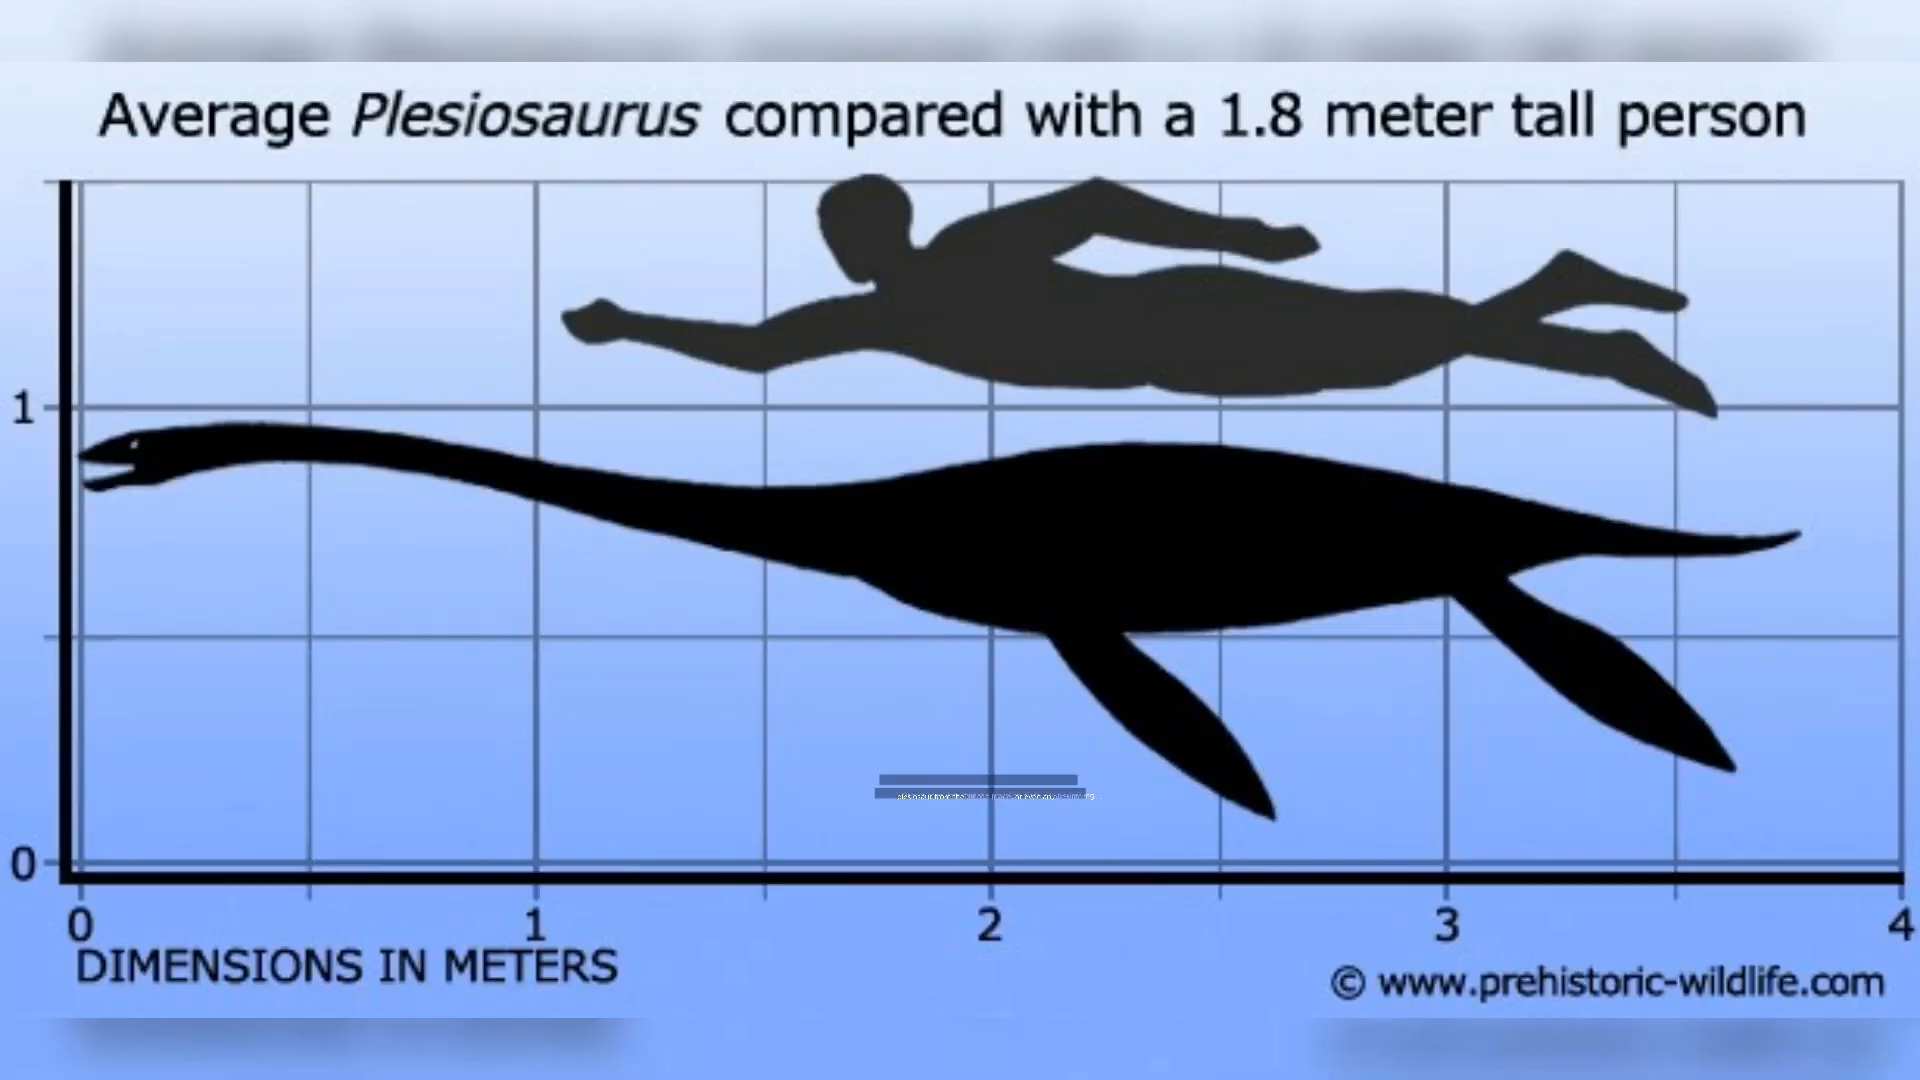 Average Plesiosaurus compared with a 1.8 meter tall person
1
0
0 1 2 3 4
DIMENSIONS IN METERS
© www.prehistoric-wildlife.com